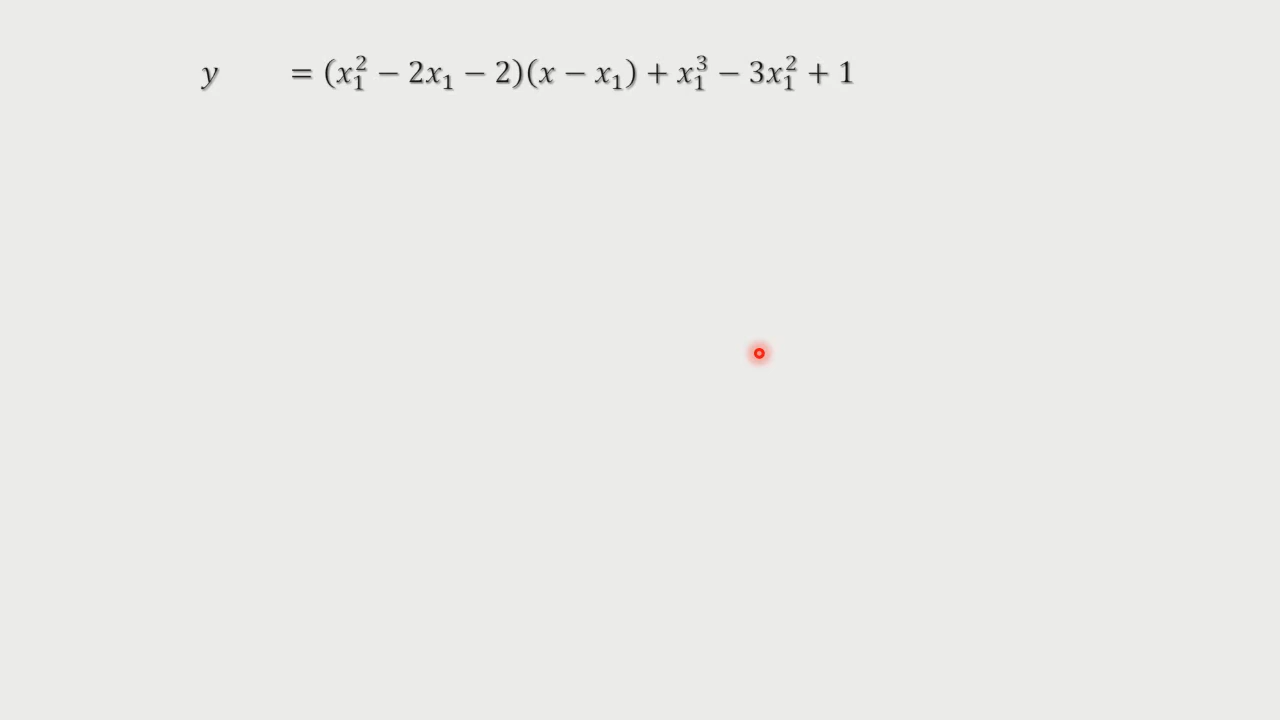 y = (x₁² − 2x₁ − 2)(x − x₁) + x₁³ − 3x₁² + 1